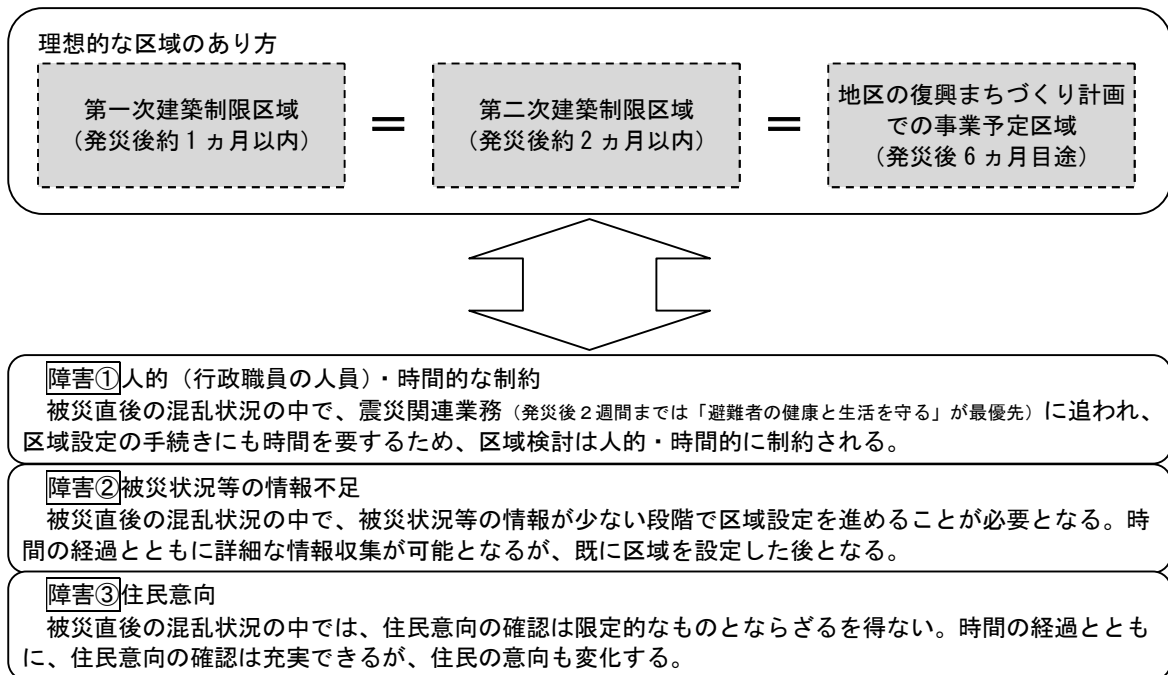 理想的な区域のあり方
第一次建築制限区域
(発災後約1ヵ月以内)
=
第二次建築制限区域
(発災後約2ヵ月以内)
=
地区の復興まちづくり計画
での事業予定区域
(発災後6ヵ月目途)
障害①人的(行政職員の人員)・時間的な制約
被災直後の混乱状況の中で、震災関連業務(発災後2週間までは「避難者の健康と生活を守る」が最優先)に追われ、
区域設定の手続きにも時間を要するため、区域検討は人的・時間的に制約される。
障害②被災状況等の情報不足
被災直後の混乱状況の中で、被災状況等の情報が少ない段階で区域設定を進めることが必要となる。時
間の経過とともに詳細な情報収集が可能となるが、既に区域を設定した後となる。
障害③住民意向
被災直後の混乱状況の中では、住民意向の確認は限定的なものとならざるを得ない。時間の経過ととも
に、住民意向の確認は充実できるが、住民の意向も変化する。